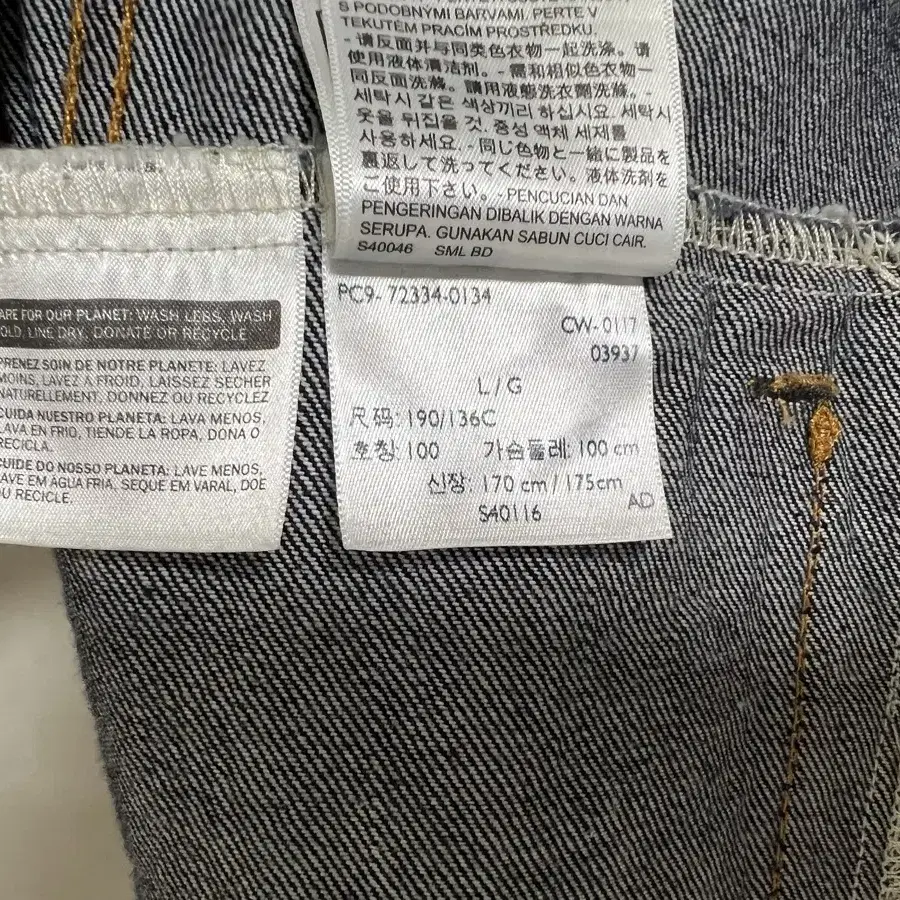 S PODOBNÝMI BARVAMI. PERTE V
TEKUTÉM PRACÍM PROSTŘEDKU.
- 请反面并与同类色衣物一起洗涤。请
使用液体清洁剂。- 需和相似色衣物一
同反面洗滌。請用液態洗衣劑洗滌。-
세탁시 같은 색상끼리 하십시요. 세탁시
옷을 뒤집을 것. 중성 액체 세제를
사용하세요. - 同じ色物と一緒に製品を
裏返して洗ってください。液体洗剤を
ご使用下さい。- PENCUCIAN DAN
PENGERINGAN DIBALIK DENGAN WARNA
SERUPA. GUNAKAN SABUN CUCI CAIR.
S40046 SML BD
ARE FOR OUR PLANET: WASH LESS, WASH
OLD, LINE DRY, DONATE OR RECYCLE
PRENEZ SOIN DE NOTRE PLANÈTE: LAVEZ
MOINS, LAVEZ À FROID, LAISSEZ SÉCHER
NATURELLEMENT, DONNEZ OU RECYCLEZ
CUIDA NUESTRO PLANETA: LAVA MENOS,
LAVA EN FRÍO, TIENDE LA ROPA, DONA O
RECICLA.
CUIDE DO NOSSO PLANETA: LAVE MENOS,
LAVE EM ÁGUA FRIA, SEQUE EM VARAL, DOE
OU RECICLE.
PC9- 72334-0134
CW- 0117
03937
L/G
尺码: 190/136C
호칭: 100 가슴둘레: 100 cm
신장: 170 cm / 175cm
S40116 AD